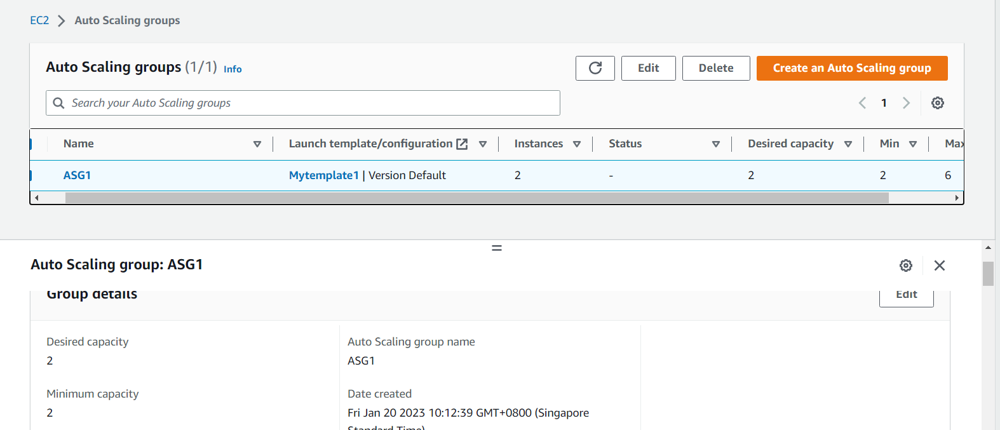 EC2 Auto Scaling groups
Auto Scaling groups (1/1) Info
Edit Delete Create an Auto Scaling group
Search your Auto Scaling groups
1
Name Launch template/configuration Instances Status Desired capacity Min Max
ASG1 Mytemplate1 | Version Default 2 - 2 2 6
Auto Scaling group: ASG1
Group details Edit
Desired capacity Auto Scaling group name
2 ASG1
Minimum capacity Date created
2 Fri Jan 20 2023 10:12:39 GMT+0800 (Singapore
Standard Time)